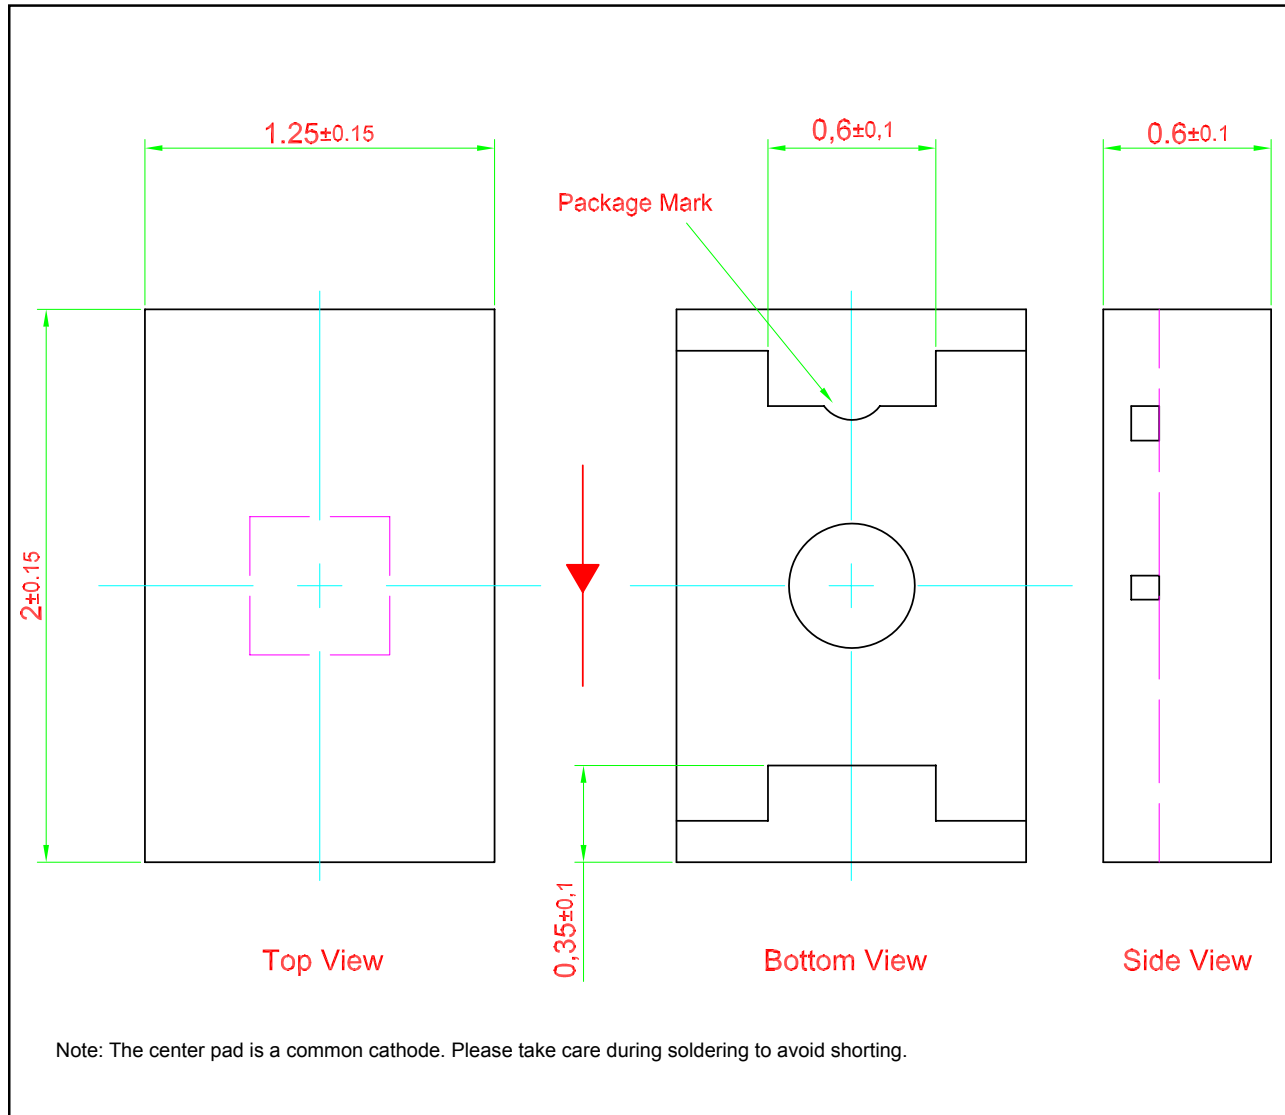 1.25±0.15
0,6±0,1
0.6±0.1
Package Mark
2±0.15
0,35±0,1
Top View
Bottom View
Side View
Note: The center pad is a common cathode. Please take care during soldering to avoid shorting.